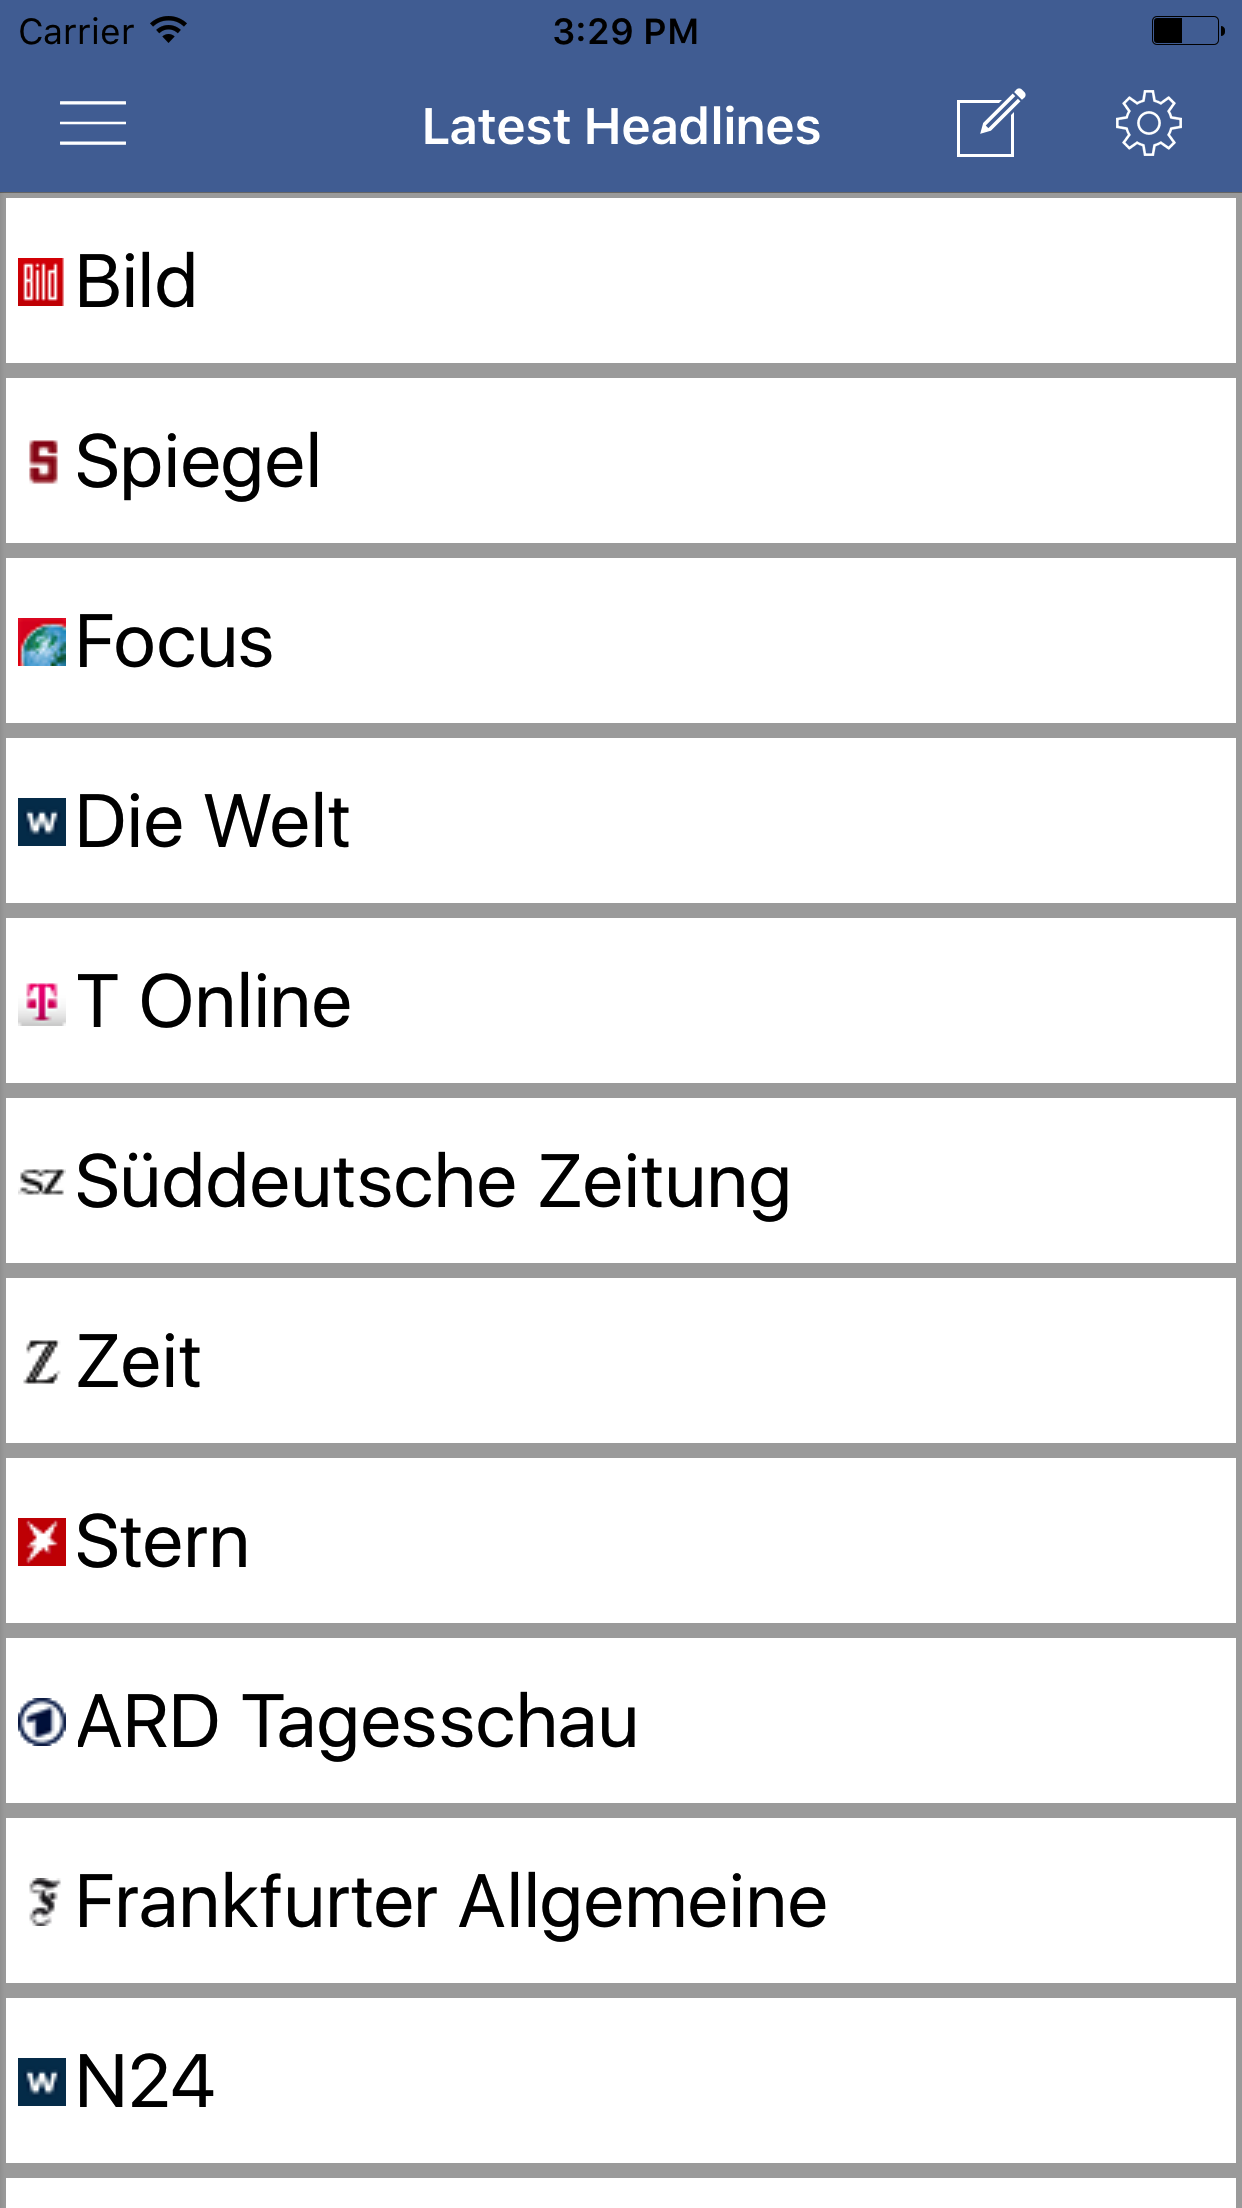 Carrier 3:29 PM
Latest Headlines
Bild Bild
S Spiegel
Focus
w Die Welt
T T Online
SZ Süddeutsche Zeitung
Z Zeit
Stern
1 ARD Tagesschau
F Frankfurter Allgemeine
w N24